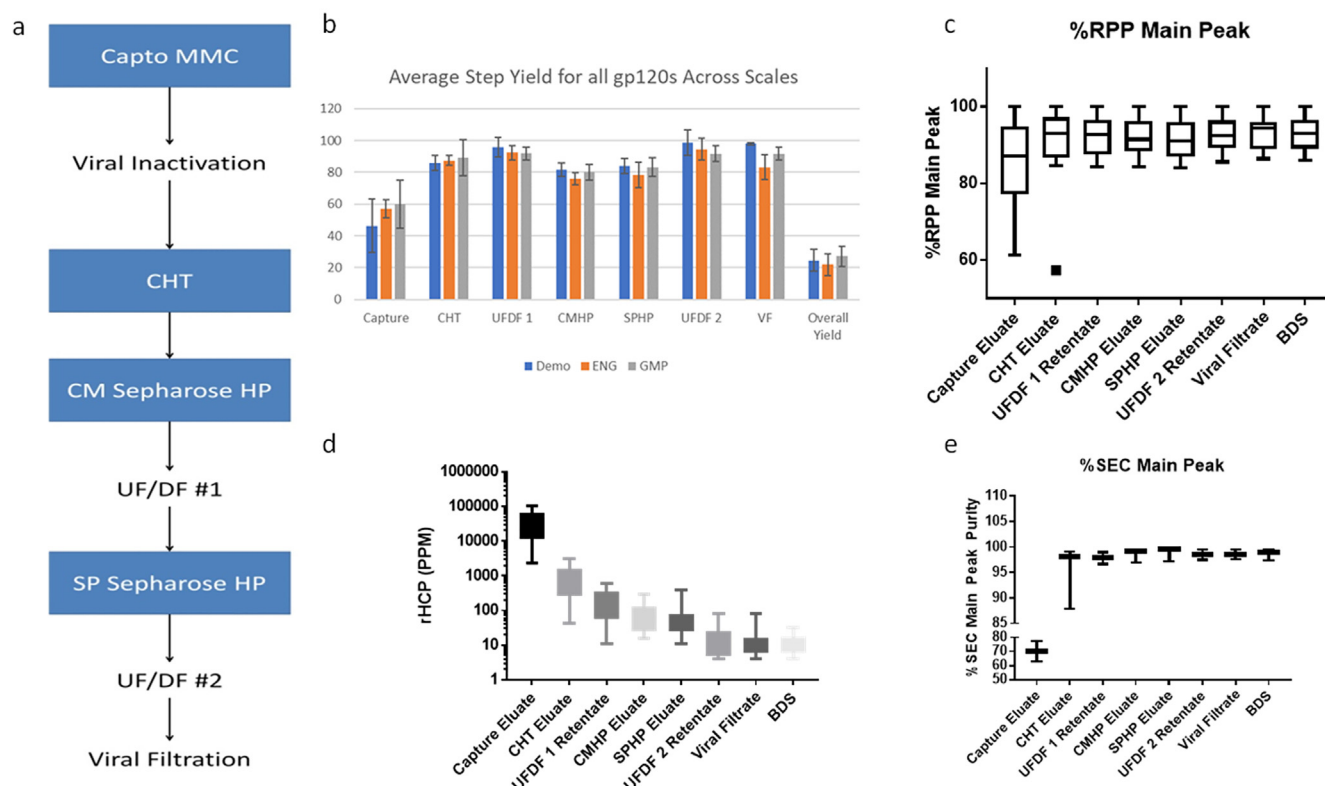 a
Capto MMC
Viral Inactivation
CHT
CM Sepharose HP
UF/DF #1
SP Sepharose HP
UF/DF #2
Viral Filtration
b
Average Step Yield for all gp120s Across Scales
120
100
80
60
40
20
0
Capture CHT UFDF 1 CMHP SPHP UFDF 2 VF Overall
Yield
Demo ENG GMP
c
%RPP Main Peak
%RPP Main Peak
100
80
60
Capture Eluate
CHT Eluate
UFDF 1 Retentate
CMHP Eluate
SPHP Eluate
UFDF 2 Retentate
Viral Filtrate
BDS
d
rHCP (PPM)
1000000
100000
10000
1000
100
10
1
Capture Eluate
CHT Eluate
UFDF 1 Retentate
CMHP Eluate
SPHP Eluate
UFDF 2 Retentate
Viral Filtrate
BDS
e
%SEC Main Peak
% SEC Main Peak Purity
110
105
100
95
90
85
70
60
50
Capture Eluate
CHT Eluate
UFDF 1 Retentate
CMHP Eluate
SPHP Eluate
UFDF 2 Retentate
Viral Filtrate
BDS